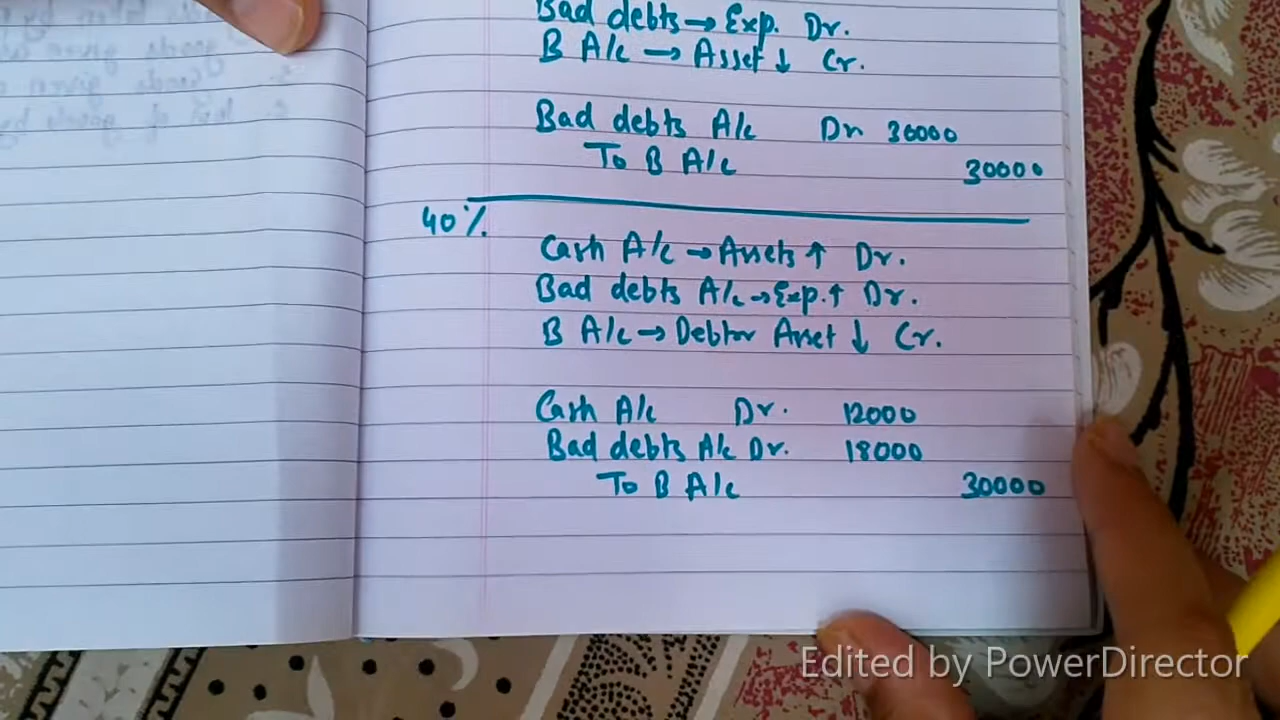 Bad debts → Exp. Dr.
B A/c → Asset ↓ Cr.
Bad debts A/c Dr 30000
To B A/c 30000
40%
Cash A/c → Assets ↑ Dr.
Bad debts A/c → Exp. ↑ Dr.
B A/c → Debtor Asset ↓ Cr.
Cash A/c Dr. 12000
Bad debts A/c Dr. 18000
To B A/c 30000
Edited by PowerDirector